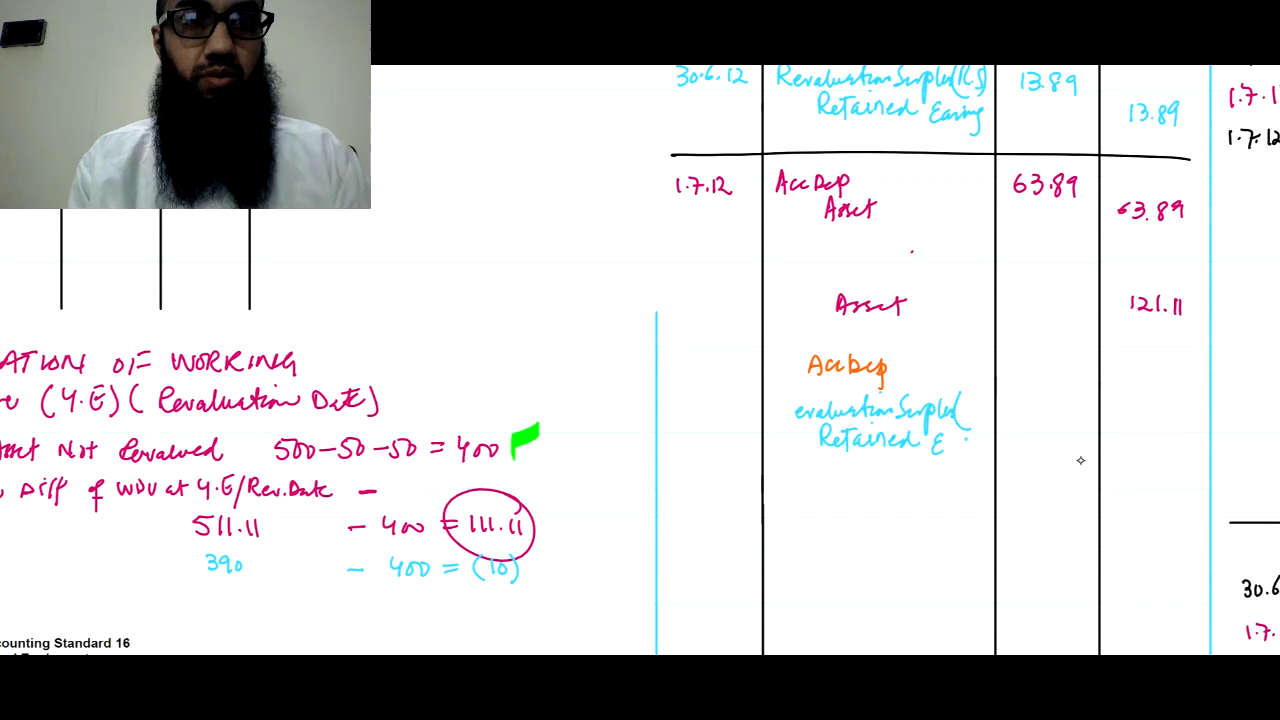 30.6.12 Revaluation Surplus (R.S) 13.89
Retained Earing 13.89
1.7.1
1.7.12
1.7.12 Acc Dep 63.89
Asset 63.89
Asset 121.11
ATION OF WORKING
Acc Dep
(Y.E) (Revaluation Date)
evaluation Surplus (
Retained E
Asset Not Revalued 500-50-50 = 400
Diff of WDV at Y.E/Rev.Date -
511.11 - 400 = 111.11
390 - 400 = (10)
30.6
1.7.
counting Standard 16